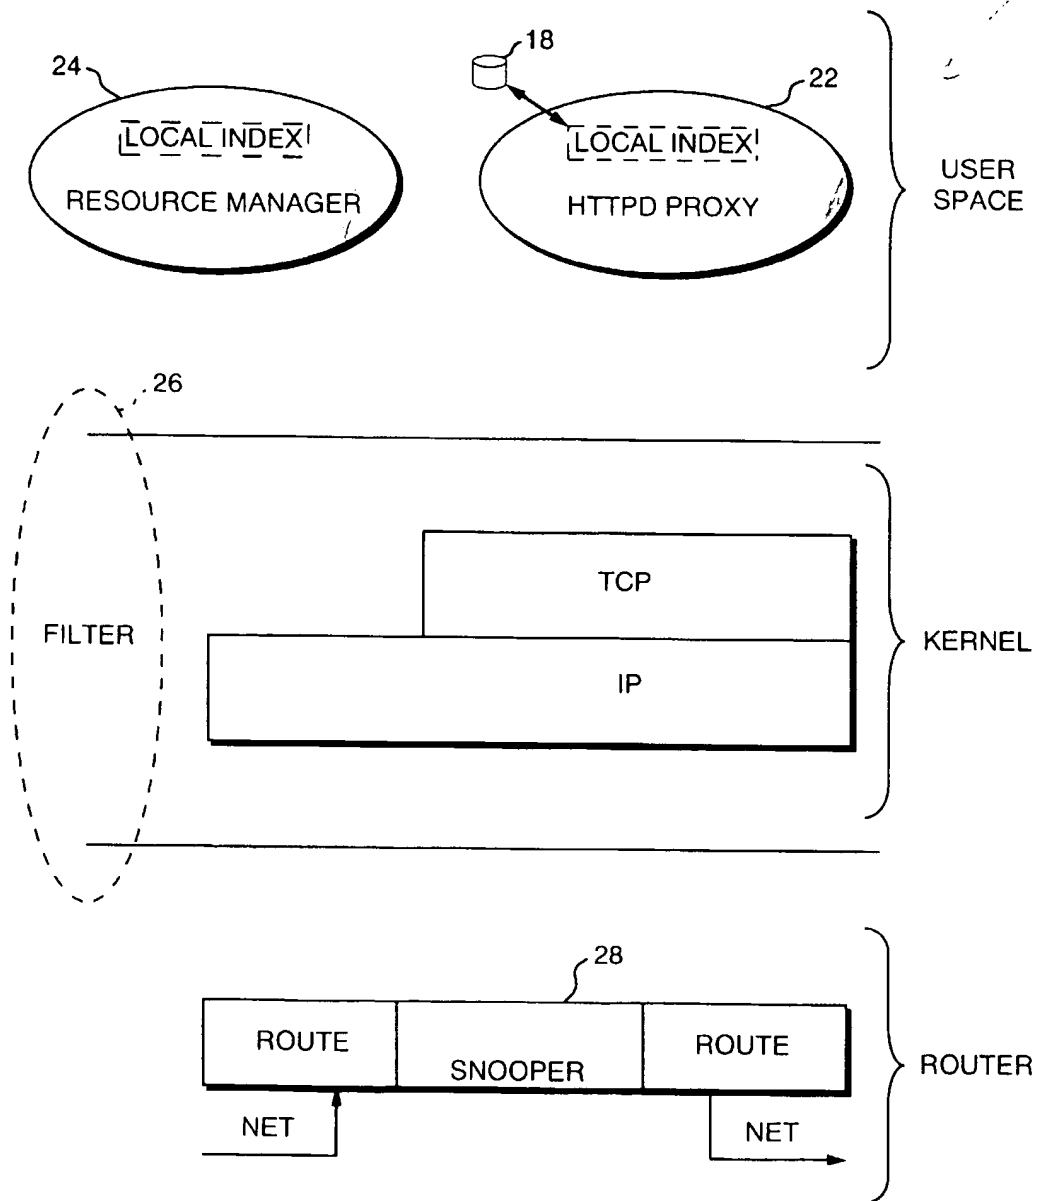 18
24
22
LOCAL INDEX
RESOURCE MANAGER
LOCAL INDEX
HTTPD PROXY
USER
SPACE
26
FILTER
TCP
IP
KERNEL
28
ROUTE
SNOOPER
ROUTE
ROUTER
NET
NET